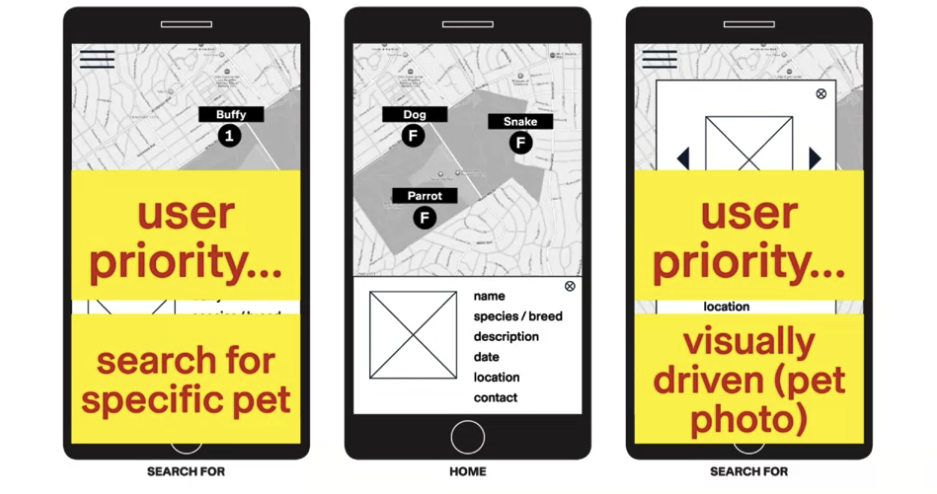 Buffy
1
user
priority...
search for
specific pet
SEARCH FOR
Dog
F
Snake
F
Parrot
F
name
species / breed
description
date
location
contact
HOME
user
priority...
location
visually
driven (pet
photo)
SEARCH FOR